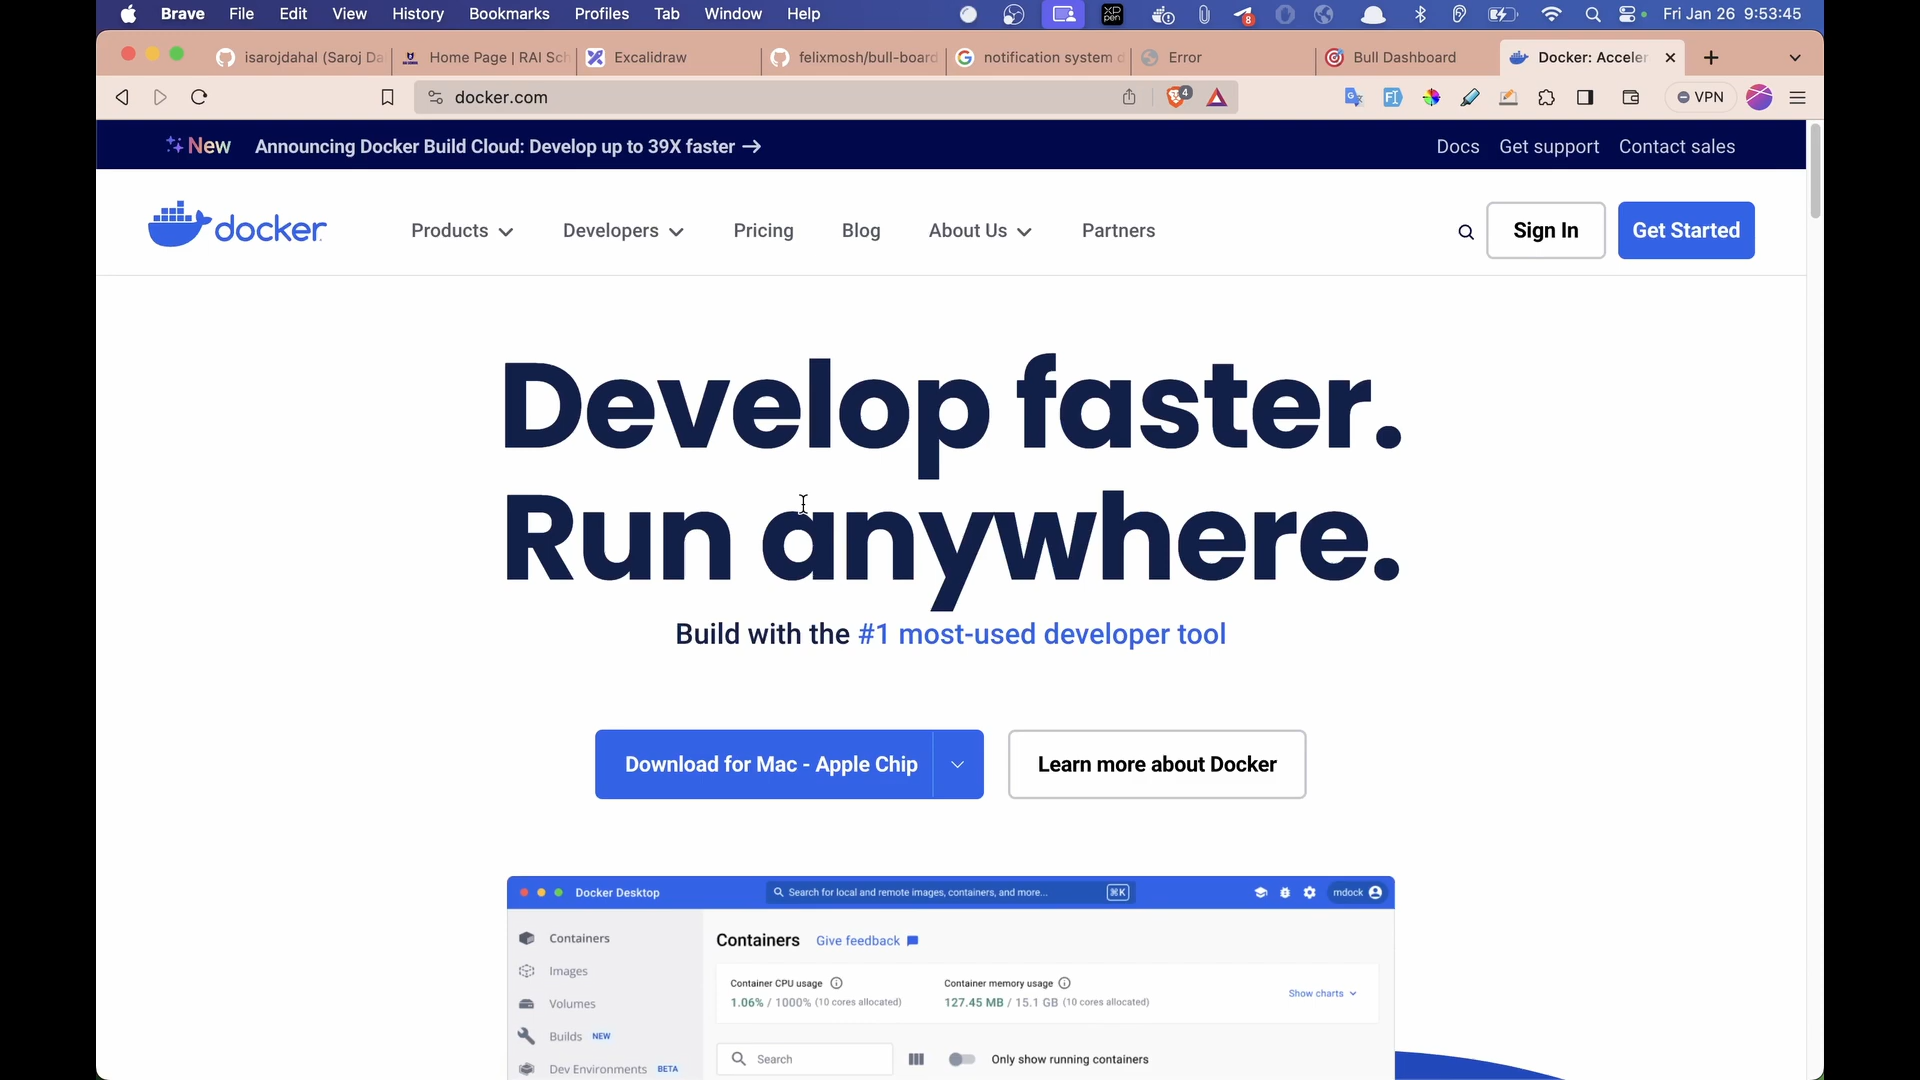 Brave File Edit View History Bookmarks Profiles Tab Window Help XP pen 8 Fri Jan 26 9:53:45
isarojdahal (Saroj Da Home Page | RAI Sch Excalidraw felixmosh/bull-board notification system d Error Bull Dashboard Docker: Acceler
docker.com 4 VPN
New Announcing Docker Build Cloud: Develop up to 39X faster → Docs Get support Contact sales
docker Products Developers Pricing Blog About Us Partners Sign In Get Started
Develop faster.
Run anywhere.
Build with the #1 most-used developer tool
Download for Mac - Apple Chip Learn more about Docker
Docker Desktop Search for local and remote images, containers, and more... ⌘K mdock
Containers Containers Give feedback
Images
Container CPU usage Container memory usage
1.06% / 1000% (10 cores allocated) 127.45 MB / 15.1 GB (10 cores allocated) Show charts
Volumes
Builds NEW
Search Only show running containers
Dev Environments BETA